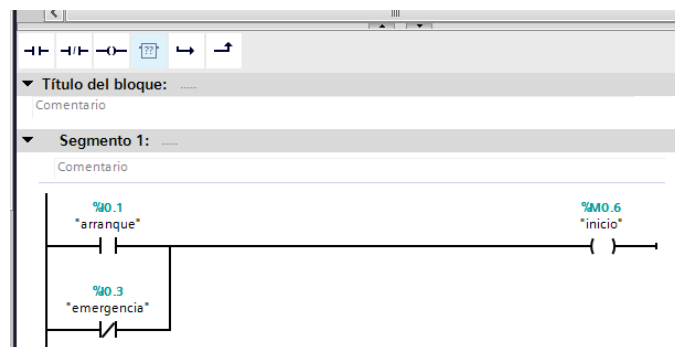 Título del bloque: .....
Comentario
Segmento 1: .....
Comentario
%I0.1
"arranque"
%M0.6
"inicio"
%I0.3
"emergencia"